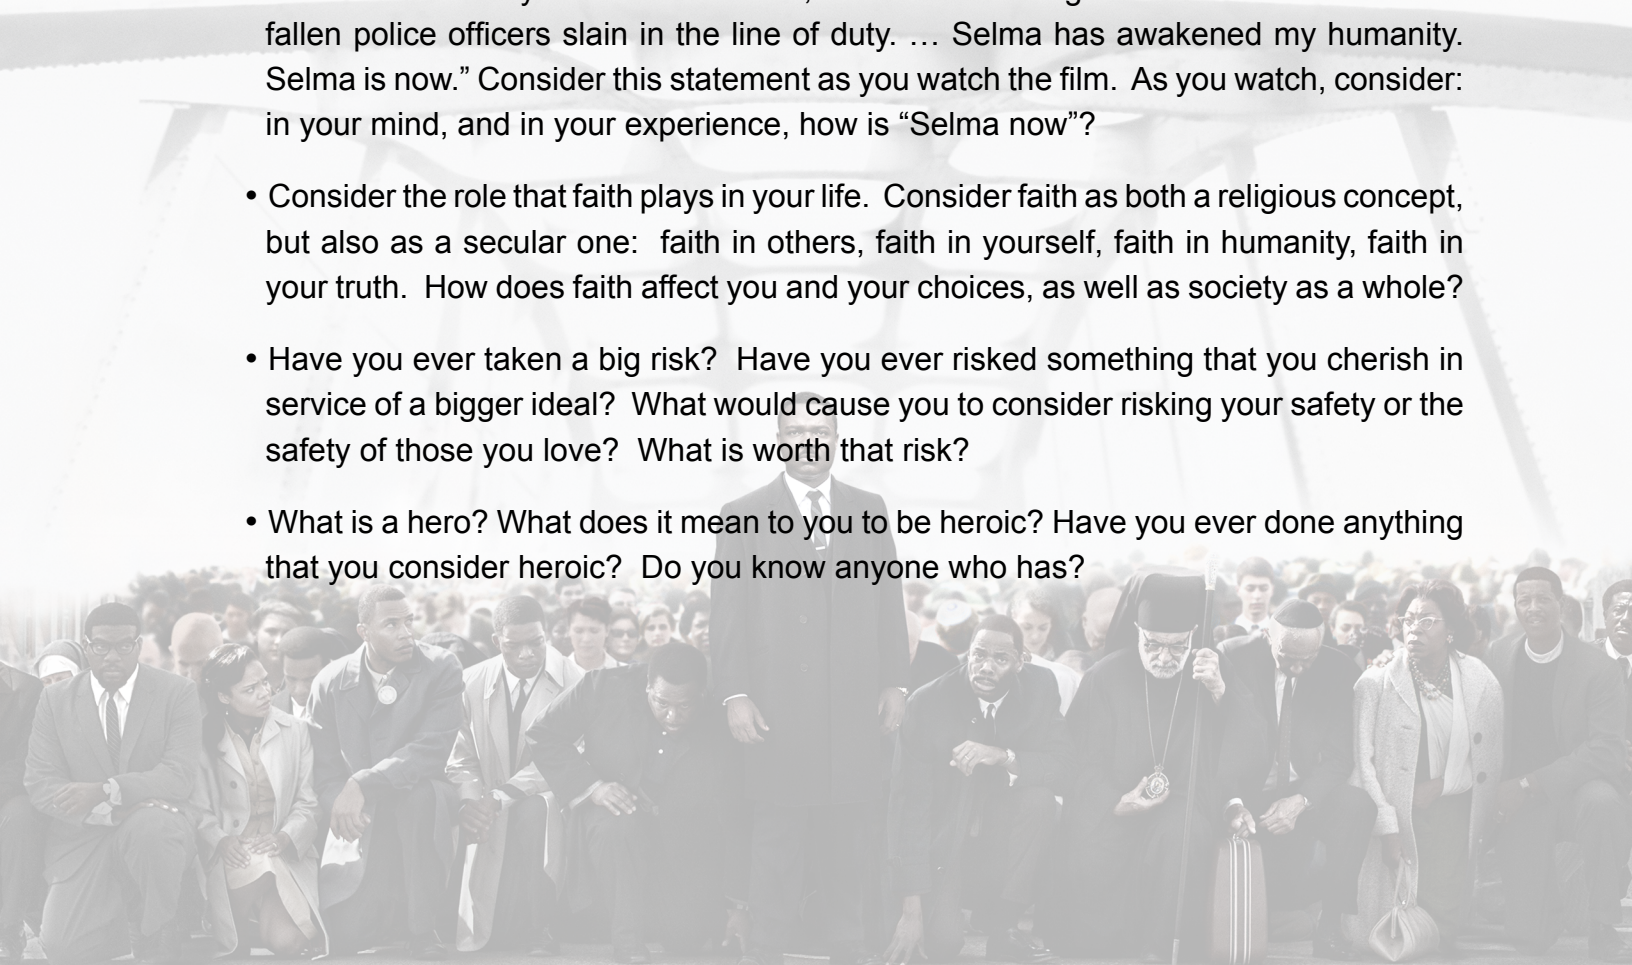 fallen police officers slain in the line of duty. … Selma has awakened my humanity.
Selma is now.” Consider this statement as you watch the film.  As you watch, consider:
in your mind, and in your experience, how is “Selma now”?
• Consider the role that faith plays in your life.  Consider faith as both a religious concept,
but also as a secular one:  faith in others, faith in yourself, faith in humanity, faith in
your truth.  How does faith affect you and your choices, as well as society as a whole?
• Have you ever taken a big risk?  Have you ever risked something that you cherish in
service of a bigger ideal?  What would cause you to consider risking your safety or the
safety of those you love?  What is worth that risk?
• What is a hero? What does it mean to you to be heroic? Have you ever done anything
that you consider heroic?  Do you know anyone who has?